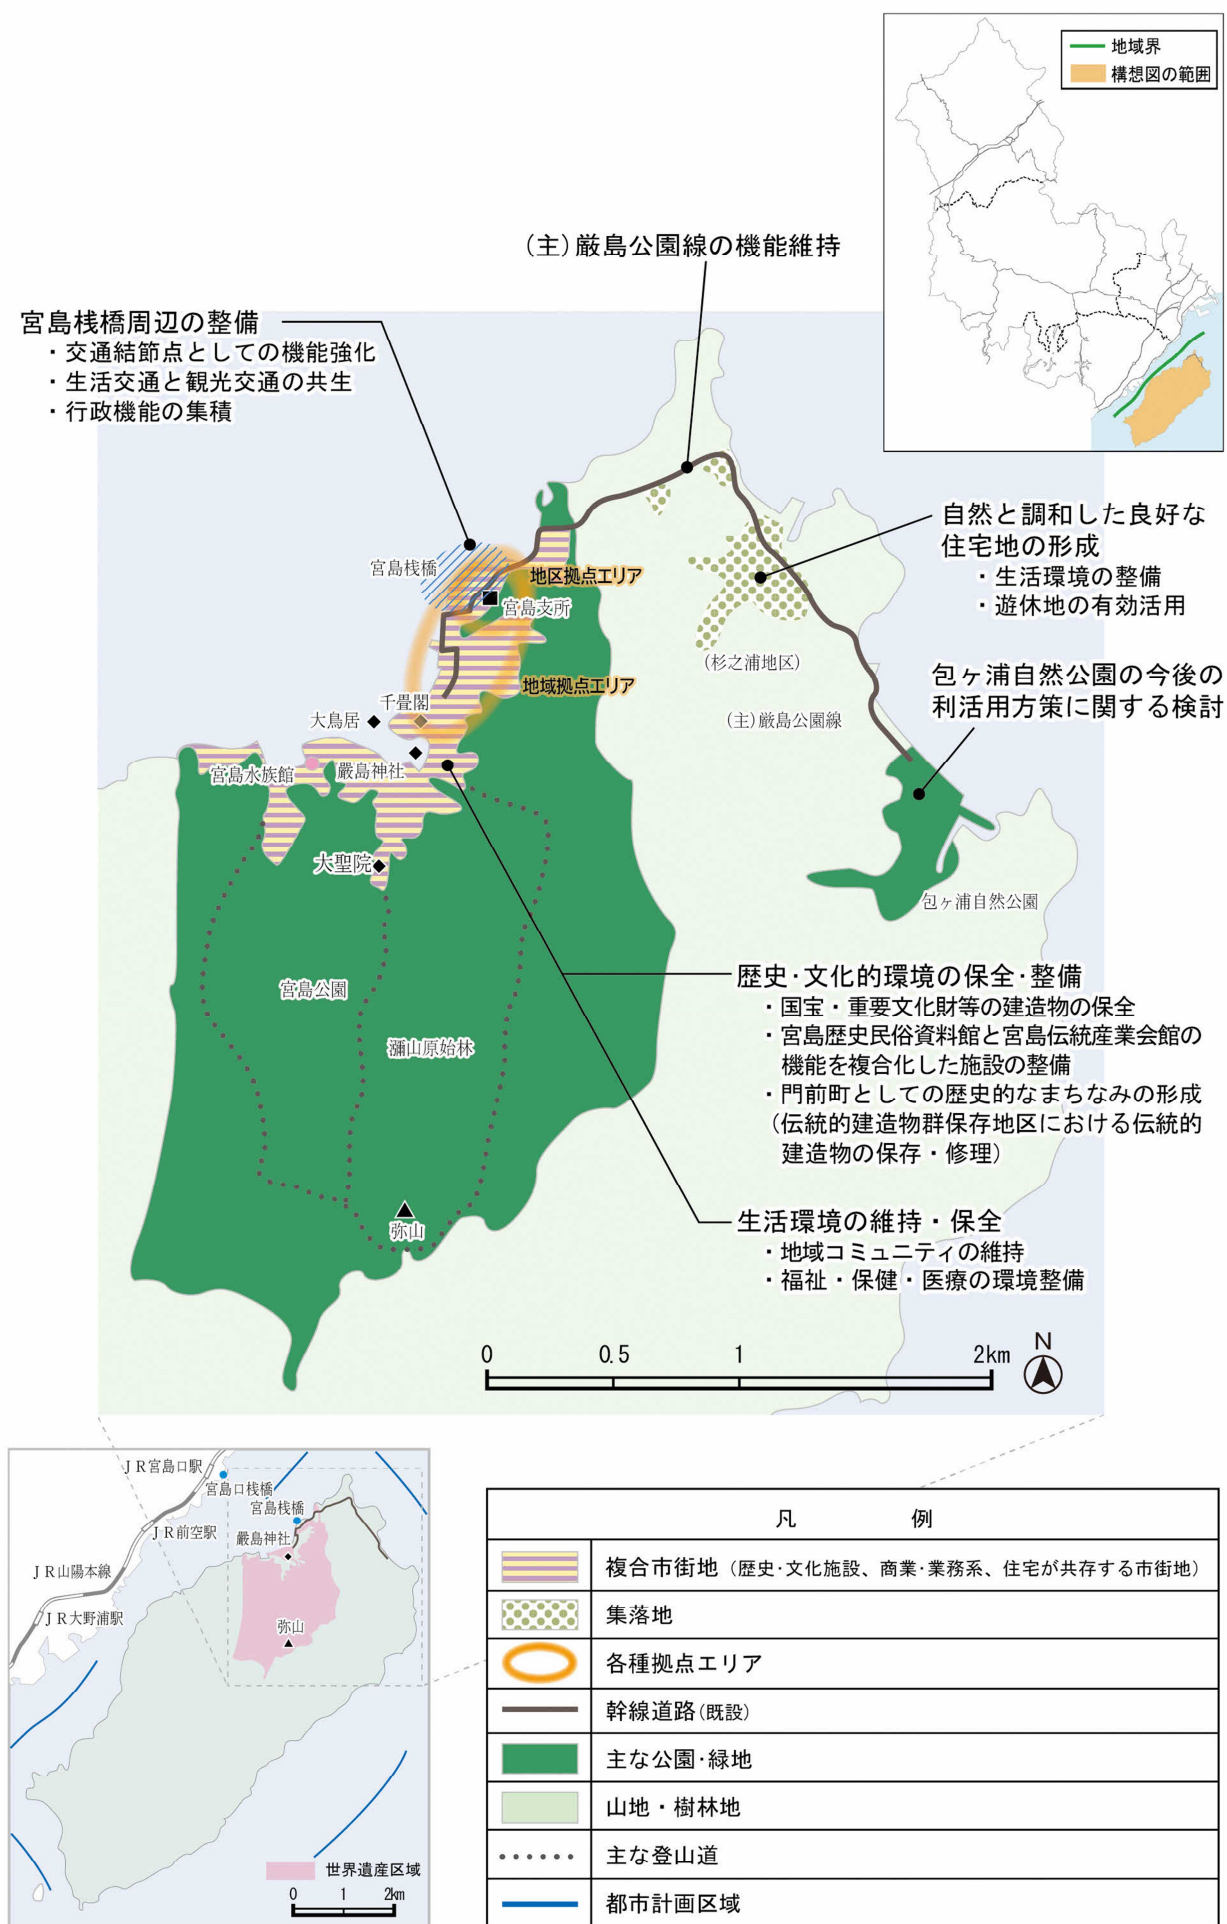 地域界
構想図の範囲
(主)厳島公園線の機能維持
宮島桟橋周辺の整備
・交通結節点としての機能強化
・生活交通と観光交通の共生
・行政機能の集積
自然と調和した良好な
住宅地の形成
・生活環境の整備
・遊休地の有効活用
宮島桟橋
地区拠点エリア
宮島支所
(杉之浦地区)
包ヶ浦自然公園の今後の
利活用方策に関する検討
地域拠点エリア
千畳閣
大鳥居
(主)厳島公園線
宮島水族館
嚴島神社
大聖院
包ヶ浦自然公園
歴史・文化的環境の保全・整備
・国宝・重要文化財等の建造物の保全
・宮島歴史民俗資料館と宮島伝統産業会館の
機能を複合化した施設の整備
・門前町としての歴史的なまちなみの形成
(伝統的建造物群保存地区における伝統的
建造物の保存・修理)
宮島公園
瀰山原始林
弥山
生活環境の維持・保全
・地域コミュニティの維持
・福祉・保健・医療の環境整備
0 0.5 1 2km
N
JR宮島口駅
宮島口桟橋
宮島桟橋
JR前空駅
嚴島神社
JR山陽本線
JR大野浦駅
弥山
世界遺産区域
0 1 2km
凡例
複合市街地(歴史・文化施設、商業・業務系、住宅が共存する市街地)
集落地
各種拠点エリア
幹線道路(既設)
主な公園・緑地
山地・樹林地
主な登山道
都市計画区域